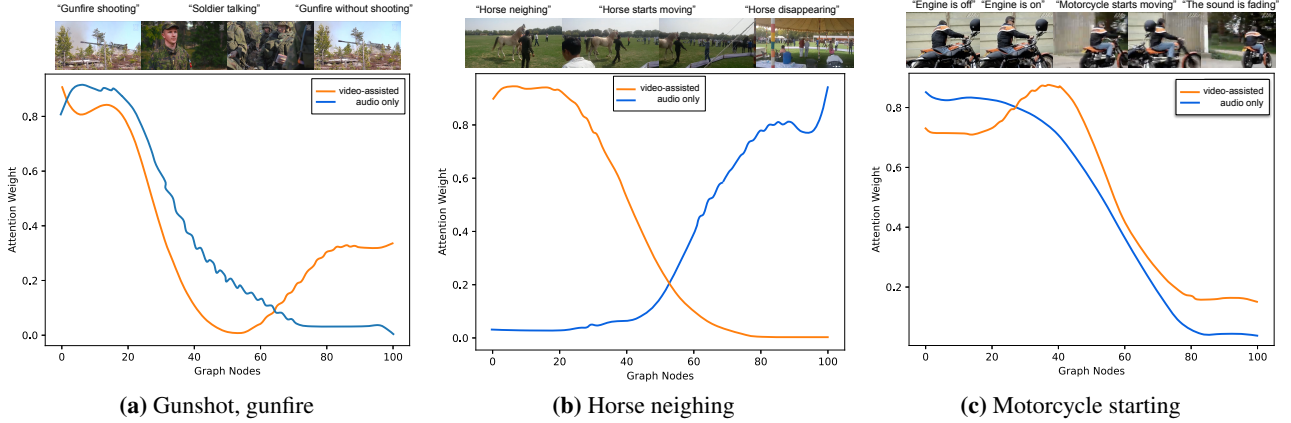 "Gunfire shooting" "Soldier talking" "Gunfire without shooting"
video-assisted
audio only
Attention Weight
0.8
0.6
0.4
0.2
0.0
0 20 40 60 80 100
Graph Nodes
(a) Gunshot, gunfire
"Horse neighing" "Horse starts moving" "Horse disappearing"
video-assisted
audio only
Attention Weight
0.8
0.6
0.4
0.2
0.0
0 20 40 60 80 100
Graph Nodes
(b) Horse neighing
"Engine is off" "Engine is on" "Motorcycle starts moving" "The sound is fading"
video-assisted
audio only
Attention Weight
0.8
0.6
0.4
0.2
0 20 40 60 80 100
Graph Nodes
(c) Motorcycle starting